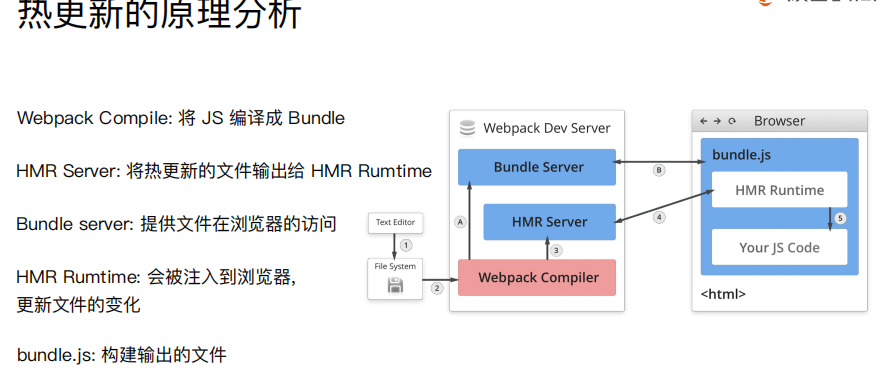 热更新的原理分析
Webpack Compile: 将 JS 编译成 Bundle
HMR Server: 将热更新的文件输出给 HMR Rumtime
Bundle server: 提供文件在浏览器的访问
HMR Rumtime: 会被注入到浏览器,
更新文件的变化
bundle.js: 构建输出的文件
Text Editor
1
File System
2
Webpack Dev Server
Bundle Server
A
HMR Server
3
Webpack Compiler
B
4
Browser
bundle.js
HMR Runtime
5
Your JS Code
<html>